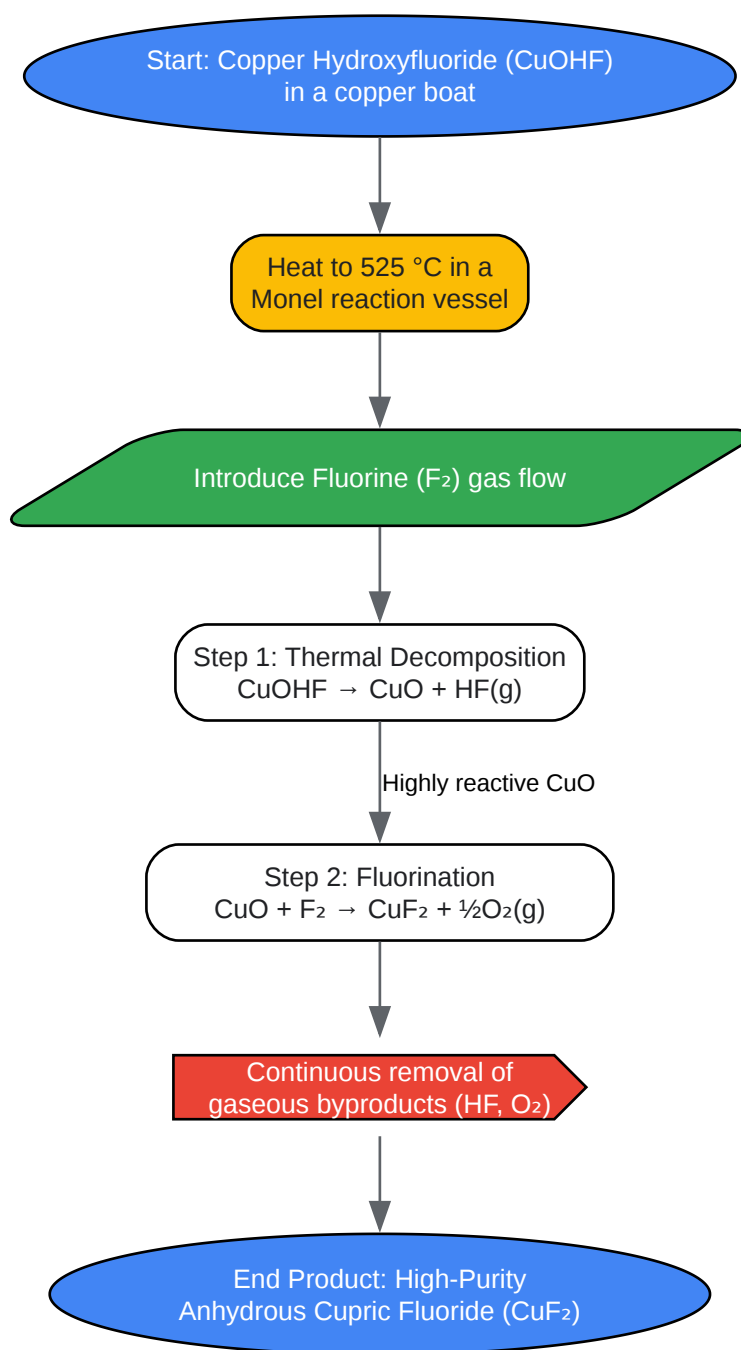 Start: Copper Hydroxyfluoride (CuOHF)
in a copper boat
Heat to 525 °C in a
Monel reaction vessel
Introduce Fluorine (F₂) gas flow
Step 1: Thermal Decomposition
CuOHF → CuO + HF(g)
Highly reactive CuO
Step 2: Fluorination
CuO + F₂ → CuF₂ + ½O₂(g)
Continuous removal of
gaseous byproducts (HF, O₂)
End Product: High-Purity
Anhydrous Cupric Fluoride (CuF₂)